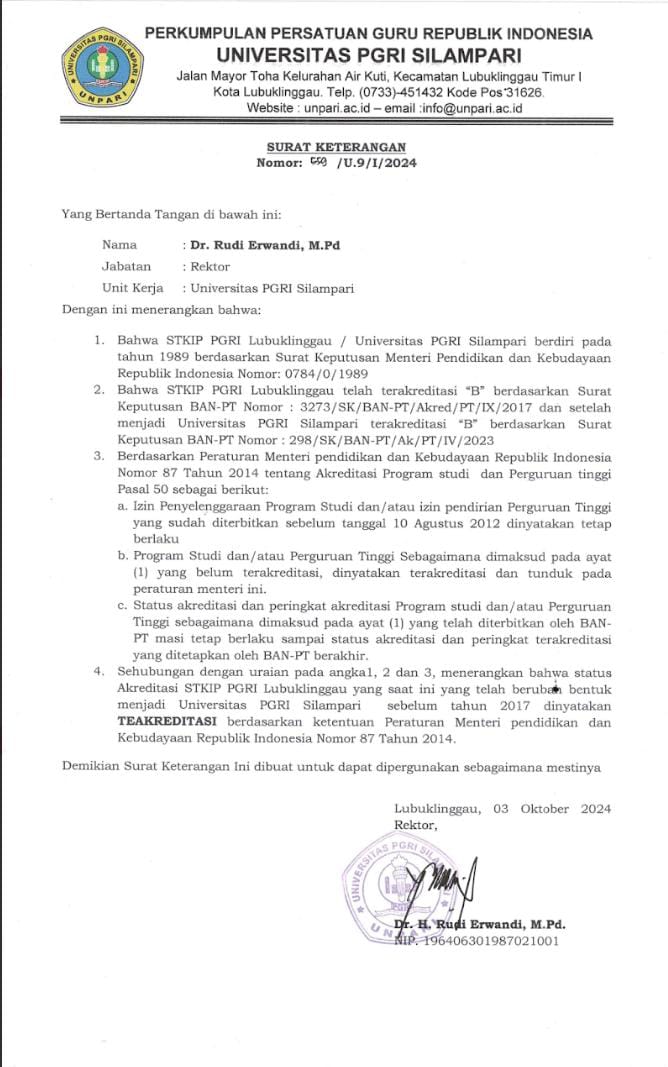 PERKUMPULAN PERSATUAN GURU REPUBLIK INDONESIA
UNIVERSITAS PGRI SILAMPARI
Jalan Mayor Toha Kelurahan Air Kuti, Kecamatan Lubuklinggau Timur I
Kota Lubuklinggau. Telp. (0733)-451432 Kode Pos 31626.
Website : unpari.ac.id – email :info@unpari.ac.id
UNIVERSITAS PGRI SILAMPARI
UNPARI
SURAT KETERANGAN
Nomor: /U.9/I/2024
Yang Bertanda Tangan di bawah ini:
Nama : Dr. Rudi Erwandi, M.Pd
Jabatan : Rektor
Unit Kerja : Universitas PGRI Silampari
Dengan ini menerangkan bahwa:
1. Bahwa STKIP PGRI Lubuklinggau / Universitas PGRI Silampari berdiri pada
tahun 1989 berdasarkan Surat Keputusan Menteri Pendidikan dan Kebudayaan
Republik Indonesia Nomor: 0784/0/1989
2. Bahwa STKIP PGRI Lubuklinggau telah terakreditasi “B” berdasarkan Surat
Keputusan BAN-PT Nomor : 3273/SK/BAN-PT/Akred/PT/IX/2017 dan setelah
menjadi Universitas PGRI Silampari terakreditasi “B” berdasarkan Surat
Keputusan BAN-PT Nomor : 298/SK/BAN-PT/Ak/PT/IV/2023
3. Berdasarkan Peraturan Menteri pendidikan dan Kebudayaan Republik Indonesia
Nomor 87 Tahun 2014 tentang Akreditasi Program studi dan Perguruan tinggi
Pasal 50 sebagai berikut:
a. Izin Penyelenggaraan Program Studi dan/atau izin pendirian Perguruan Tinggi
yang sudah diterbitkan sebelum tanggal 10 Agustus 2012 dinyatakan tetap
berlaku
b. Program Studi dan/atau Perguruan Tinggi Sebagaimana dimaksud pada ayat
(1) yang belum terakreditasi, dinyatakan terakreditasi dan tunduk pada
peraturan menteri ini.
c. Status akreditasi dan peringkat akreditasi Program studi dan/atau Perguruan
Tinggi sebagaimana dimaksud pada ayat (1) yang telah diterbitkan oleh BAN-
PT masi tetap berlaku sampai status akreditasi dan peringkat terakreditasi
yang ditetapkan oleh BAN-PT berakhir.
4. Sehubungan dengan uraian pada angka1, 2 dan 3, menerangkan bahwa status
Akreditasi STKIP PGRI Lubuklinggau yang saat ini yang telah berubah bentuk
menjadi Universitas PGRI Silampari sebelum tahun 2017 dinyatakan
TEAKREDITASI berdasarkan ketentuan Peraturan Menteri pendidikan dan
Kebudayaan Republik Indonesia Nomor 87 Tahun 2014.
Demikian Surat Keterangan Ini dibuat untuk dapat dipergunakan sebagaimana mestinya
Lubuklinggau, 03 Oktober 2024
Rektor,
UNIVERSITAS PGRI SILAMPARI
UNPARI
Dr. H. Rudi Erwandi, M.Pd.
NIP. 196406301987021001